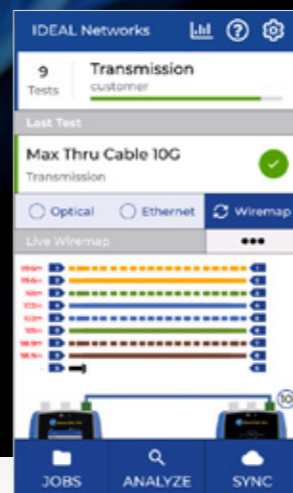 IDEAL Networks
9
Tests
Transmission
customer
Last Test
Max Thru Cable 10G
Transmission
Optical
Ethernet
Wiremap
Live Wiremap
10
JOBS
ANALYZE
SYNC